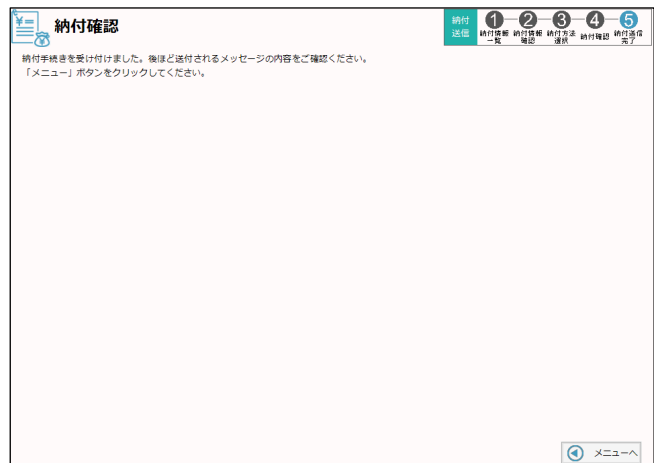 納付確認
納付
送信
1 2 3 4 5
納付情報
一覧
納付情報
確認
納付方法
選択
納付確認
納付送信
完了
納付手続きを受け付けました。後ほど送付されるメッセージの内容をご確認ください。
「メニュー」ボタンをクリックしてください。
メニューへ